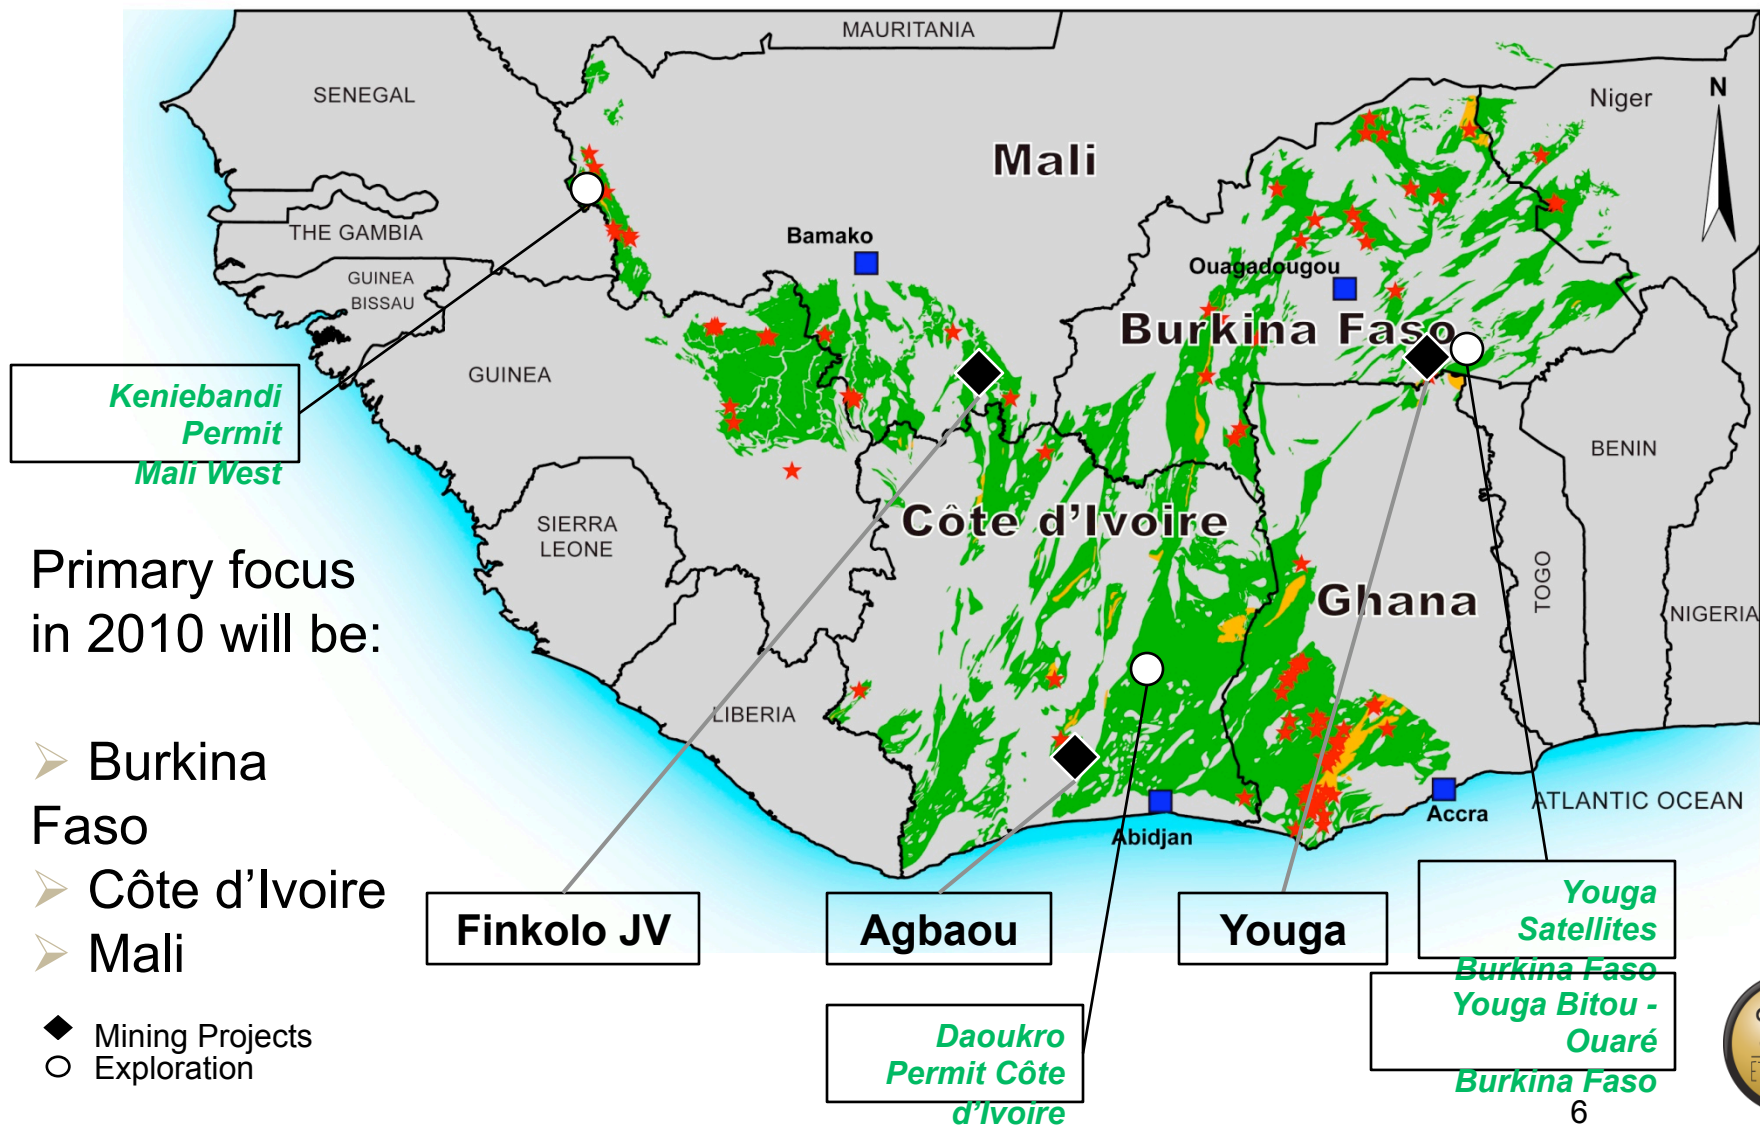 MAURITANIA
SENEGAL
Niger
N
Mali
THE GAMBIA
Bamako
GUINEA
BISSAU
Ouagadougou
Burkina Faso
GUINEA
Keniebandi
Permit
Mali West
BENIN
SIERRA
LEONE
Côte d’Ivoire
Ghana
TOGO
NIGERIA
Primary focus
in 2010 will be:
LIBERIA
➢ Burkina
Faso
➢ Côte d’Ivoire
➢ Mali
ATLANTIC OCEAN
Accra
Abidjan
Finkolo JV
Agbaou
Youga
Youga
Satellites
Burkina Faso
Youga Bitou -
Ouaré
Burkina Faso
Daoukro
Permit Côte
d’Ivoire
Mining Projects
Exploration
6